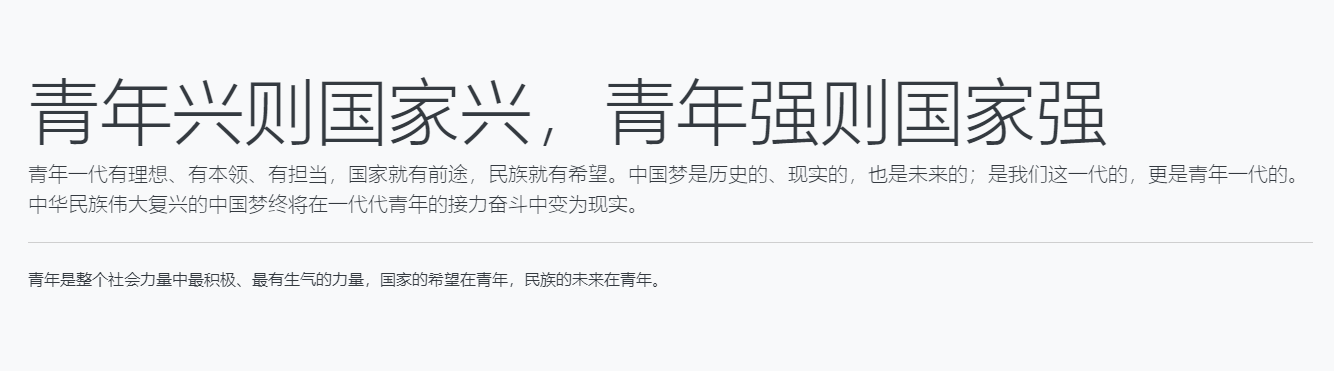 青年兴则国家兴，青年强则国家强
青年一代有理想、有本领、有担当，国家就有前途，民族就有希望。中国梦是历史的、现实的，也是未来的；是我们这一代的，更是青年一代的。
中华民族伟大复兴的中国梦终将在一代代青年的接力奋斗中变为现实。
青年是整个社会力量中最积极、最有生气的力量，国家的希望在青年，民族的未来在青年。